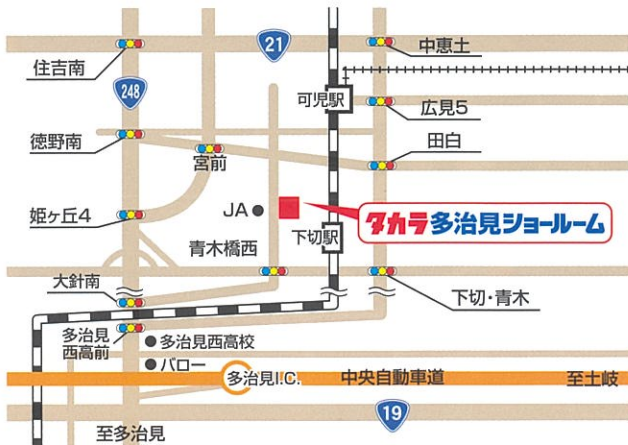 21
中恵土
住吉南
248
可児駅
広見5
徳野南
宮前
田白
姫ヶ丘4
JA
タカラ多治見ショールーム
青木橋西
下切駅
大針南
下切・青木
多治見
西高前
多治見西高校
バロー
多治見I.C.
中央自動車道
至土岐
19
至多治見